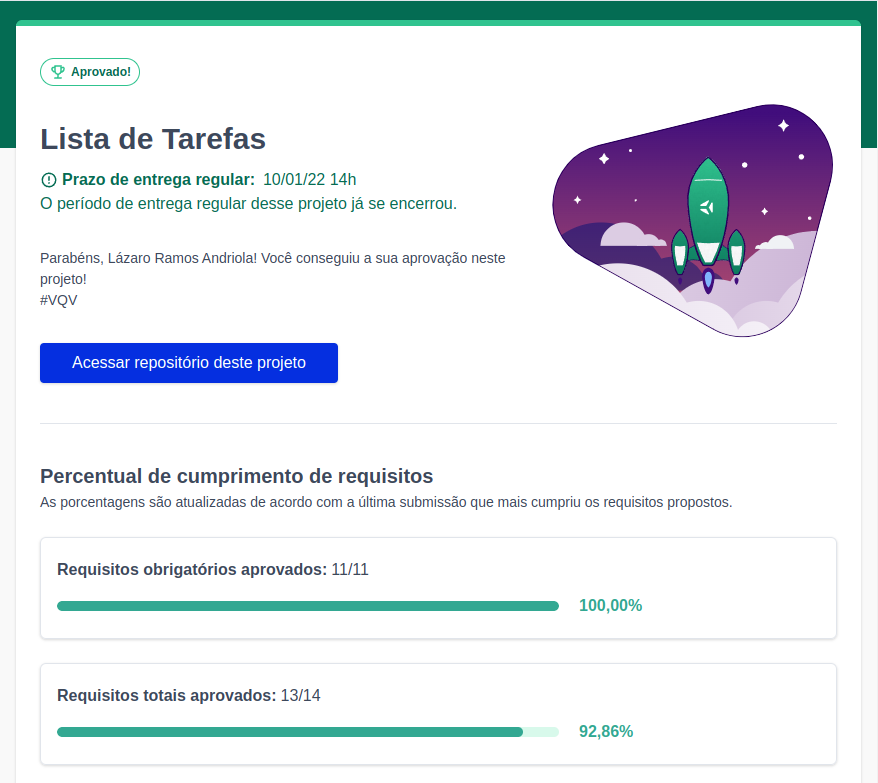 Aprovado!
Lista de Tarefas
Prazo de entrega regular: 10/01/22 14h
O período de entrega regular desse projeto já se encerrou.
Parabéns, Lázaro Ramos Andriola! Você conseguiu a sua aprovação neste
projeto!
#VQV
Acessar repositório deste projeto
Percentual de cumprimento de requisitos
As porcentagens são atualizadas de acordo com a última submissão que mais cumpriu os requisitos propostos.
Requisitos obrigatórios aprovados: 11/11
100,00%
Requisitos totais aprovados: 13/14
92,86%